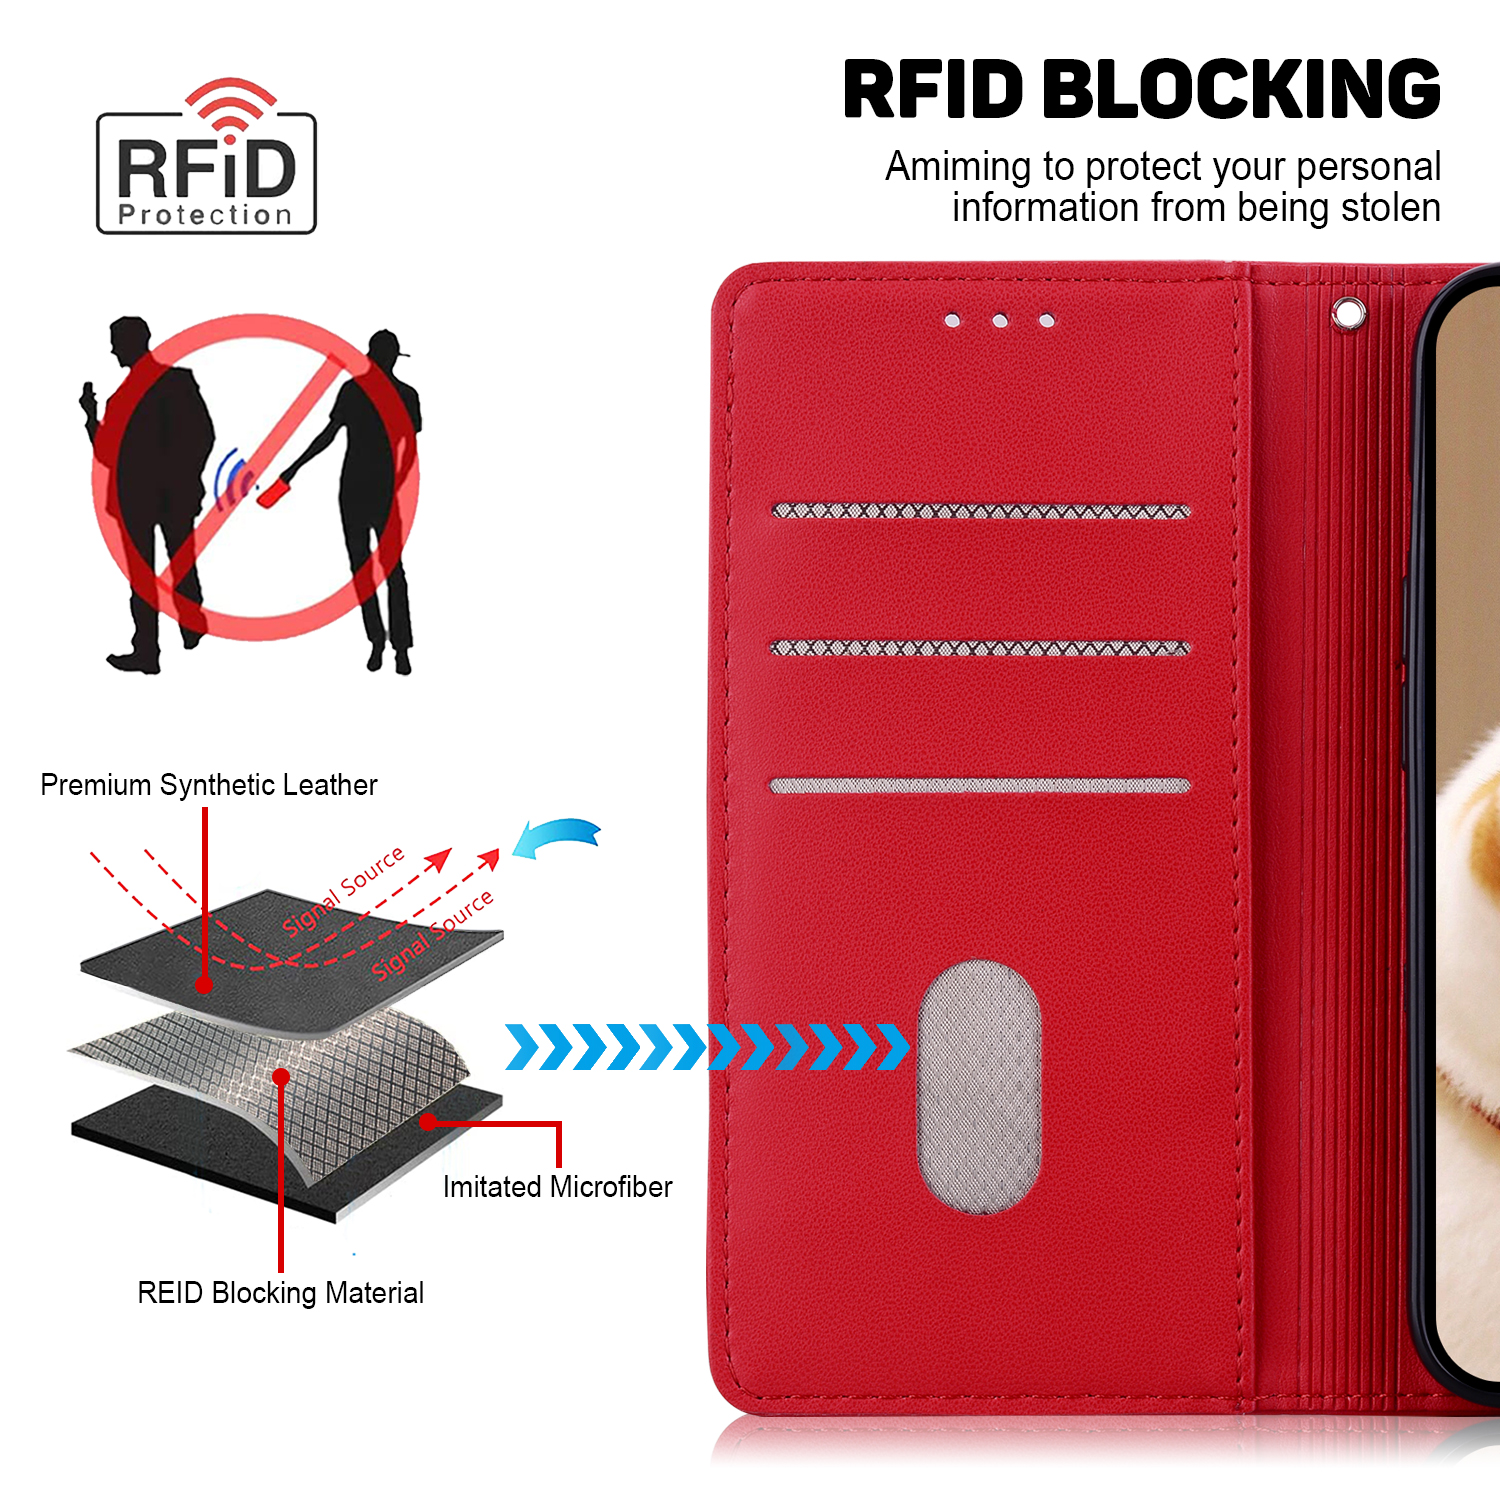 RFiD
Protection
RFID BLOCKING
Amiming to protect your personal
information from being stolen
Premium Synthetic Leather
Signal Source
Signal Source
Imitated Microfiber
REID Blocking Material